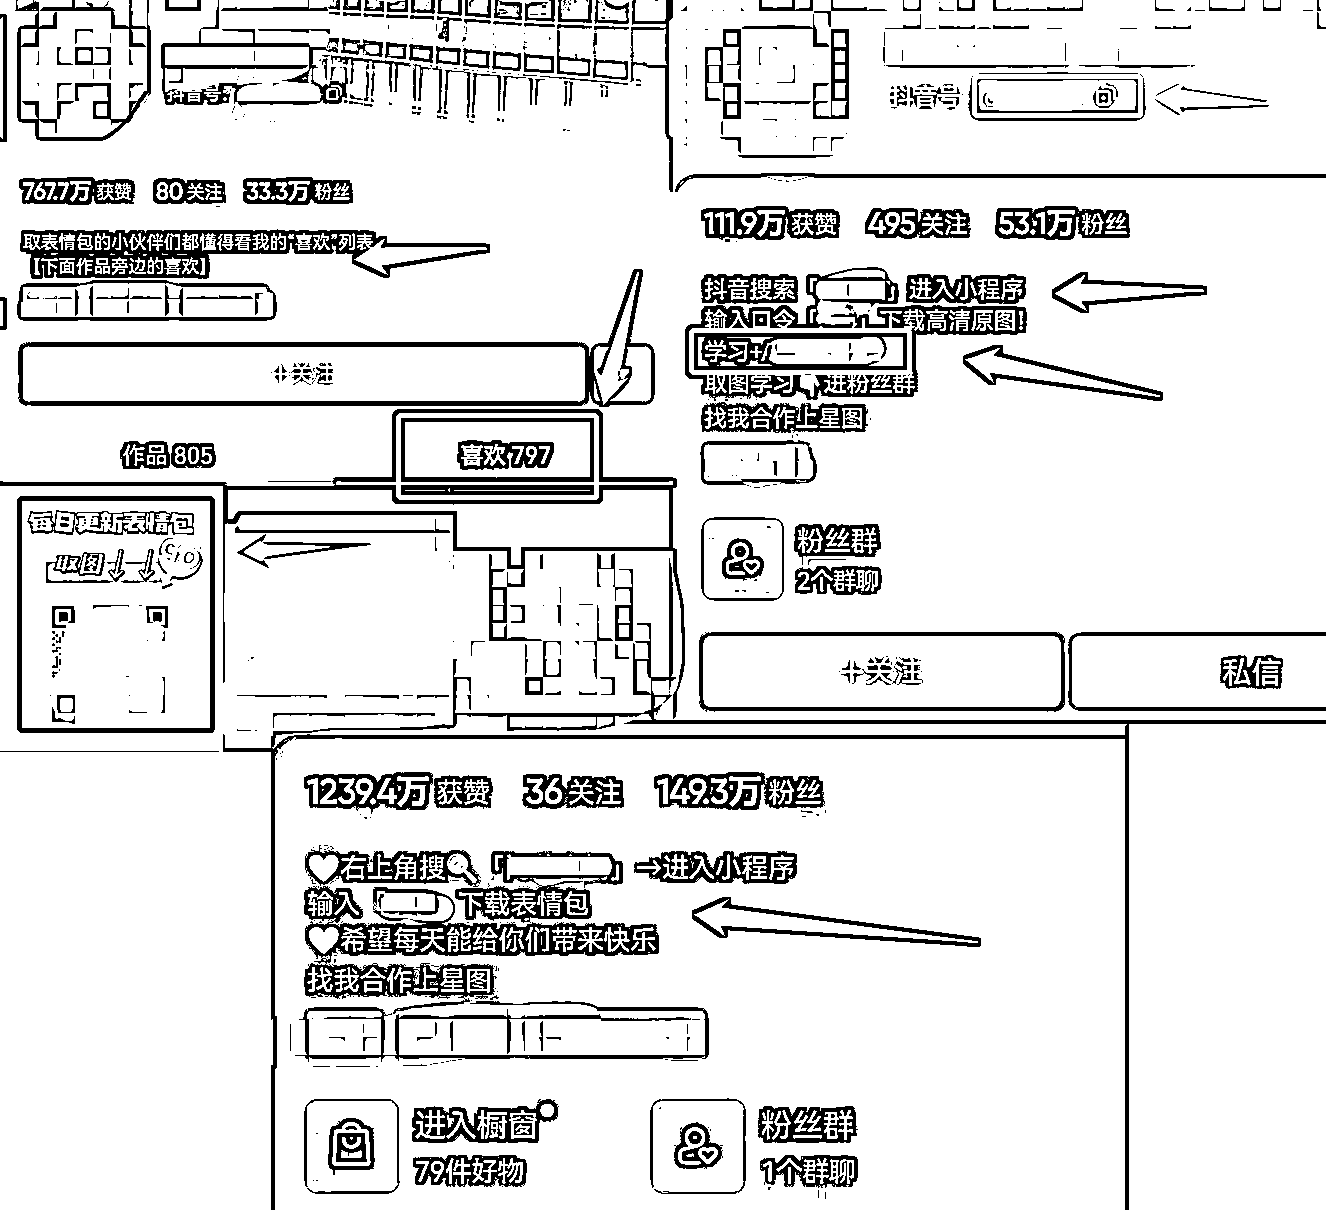 抖音号:
767.7万 获赞 80 关注 33.3万 粉丝
取表情包的小伙伴们都懂得看我的“喜欢”列表
【下面作品旁边的喜欢】
+关注
作品 805
喜欢 797
每日更新表情包
取图
抖音号
111.9万 获赞 495 关注 53.1万 粉丝
抖音搜索「」进入小程序
输入口令「」下载高清原图!
学习+
取图学习👇进粉丝群
找我合作上星图
粉丝群
2个群聊
+关注
私信
1239.4万 获赞 36 关注 149.3万 粉丝
🤍右上角搜🔍「」→进入小程序
输入「 下载表情包
🤍希望每天能给你们带来快乐
找我合作上星图
进入橱窗
79件好物
粉丝群
1个群聊